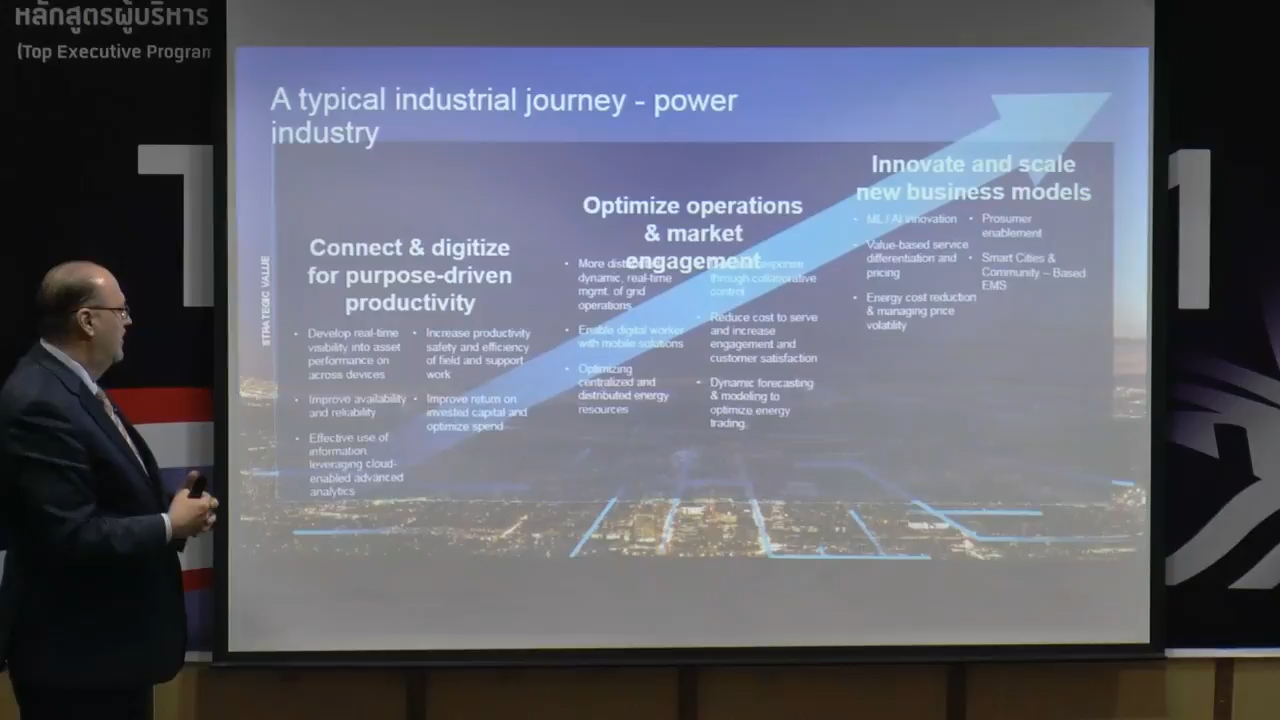 หลักสูตรผู้บริหาร
(Top Executive Program
T
1
A typical industrial journey - power
industry
STRATEGIC VALUE
Connect & digitize
for purpose-driven
productivity
• Develop real-time
visibility into asset
performance on
across devices
• Improve availability
and reliability
• Effective use of
information
leveraging cloud-
enabled advanced
analytics
• Increase productivity
safety and efficiency
of field and support
work
• Improve return on
invested capital and
optimize spend
Optimize operations
& market
engagement
• More
dynamic, real-time
mgmt. of grid
operations
• Enable digital worker
with mobile solutions
• Optimizing
centralized and
distributed energy
resources
through collaborative
control
• Reduce cost to serve
and increase
engagement and
customer satisfaction
• Dynamic forecasting
& modeling to
optimize energy
trading.
Innovate and scale
new business models
• ML / AI innovation
• Value-based service
differentiation and
pricing
• Energy cost reduction
& managing price
volatility
• Prosumer
enablement
• Smart Cities &
Community – Based
EMS